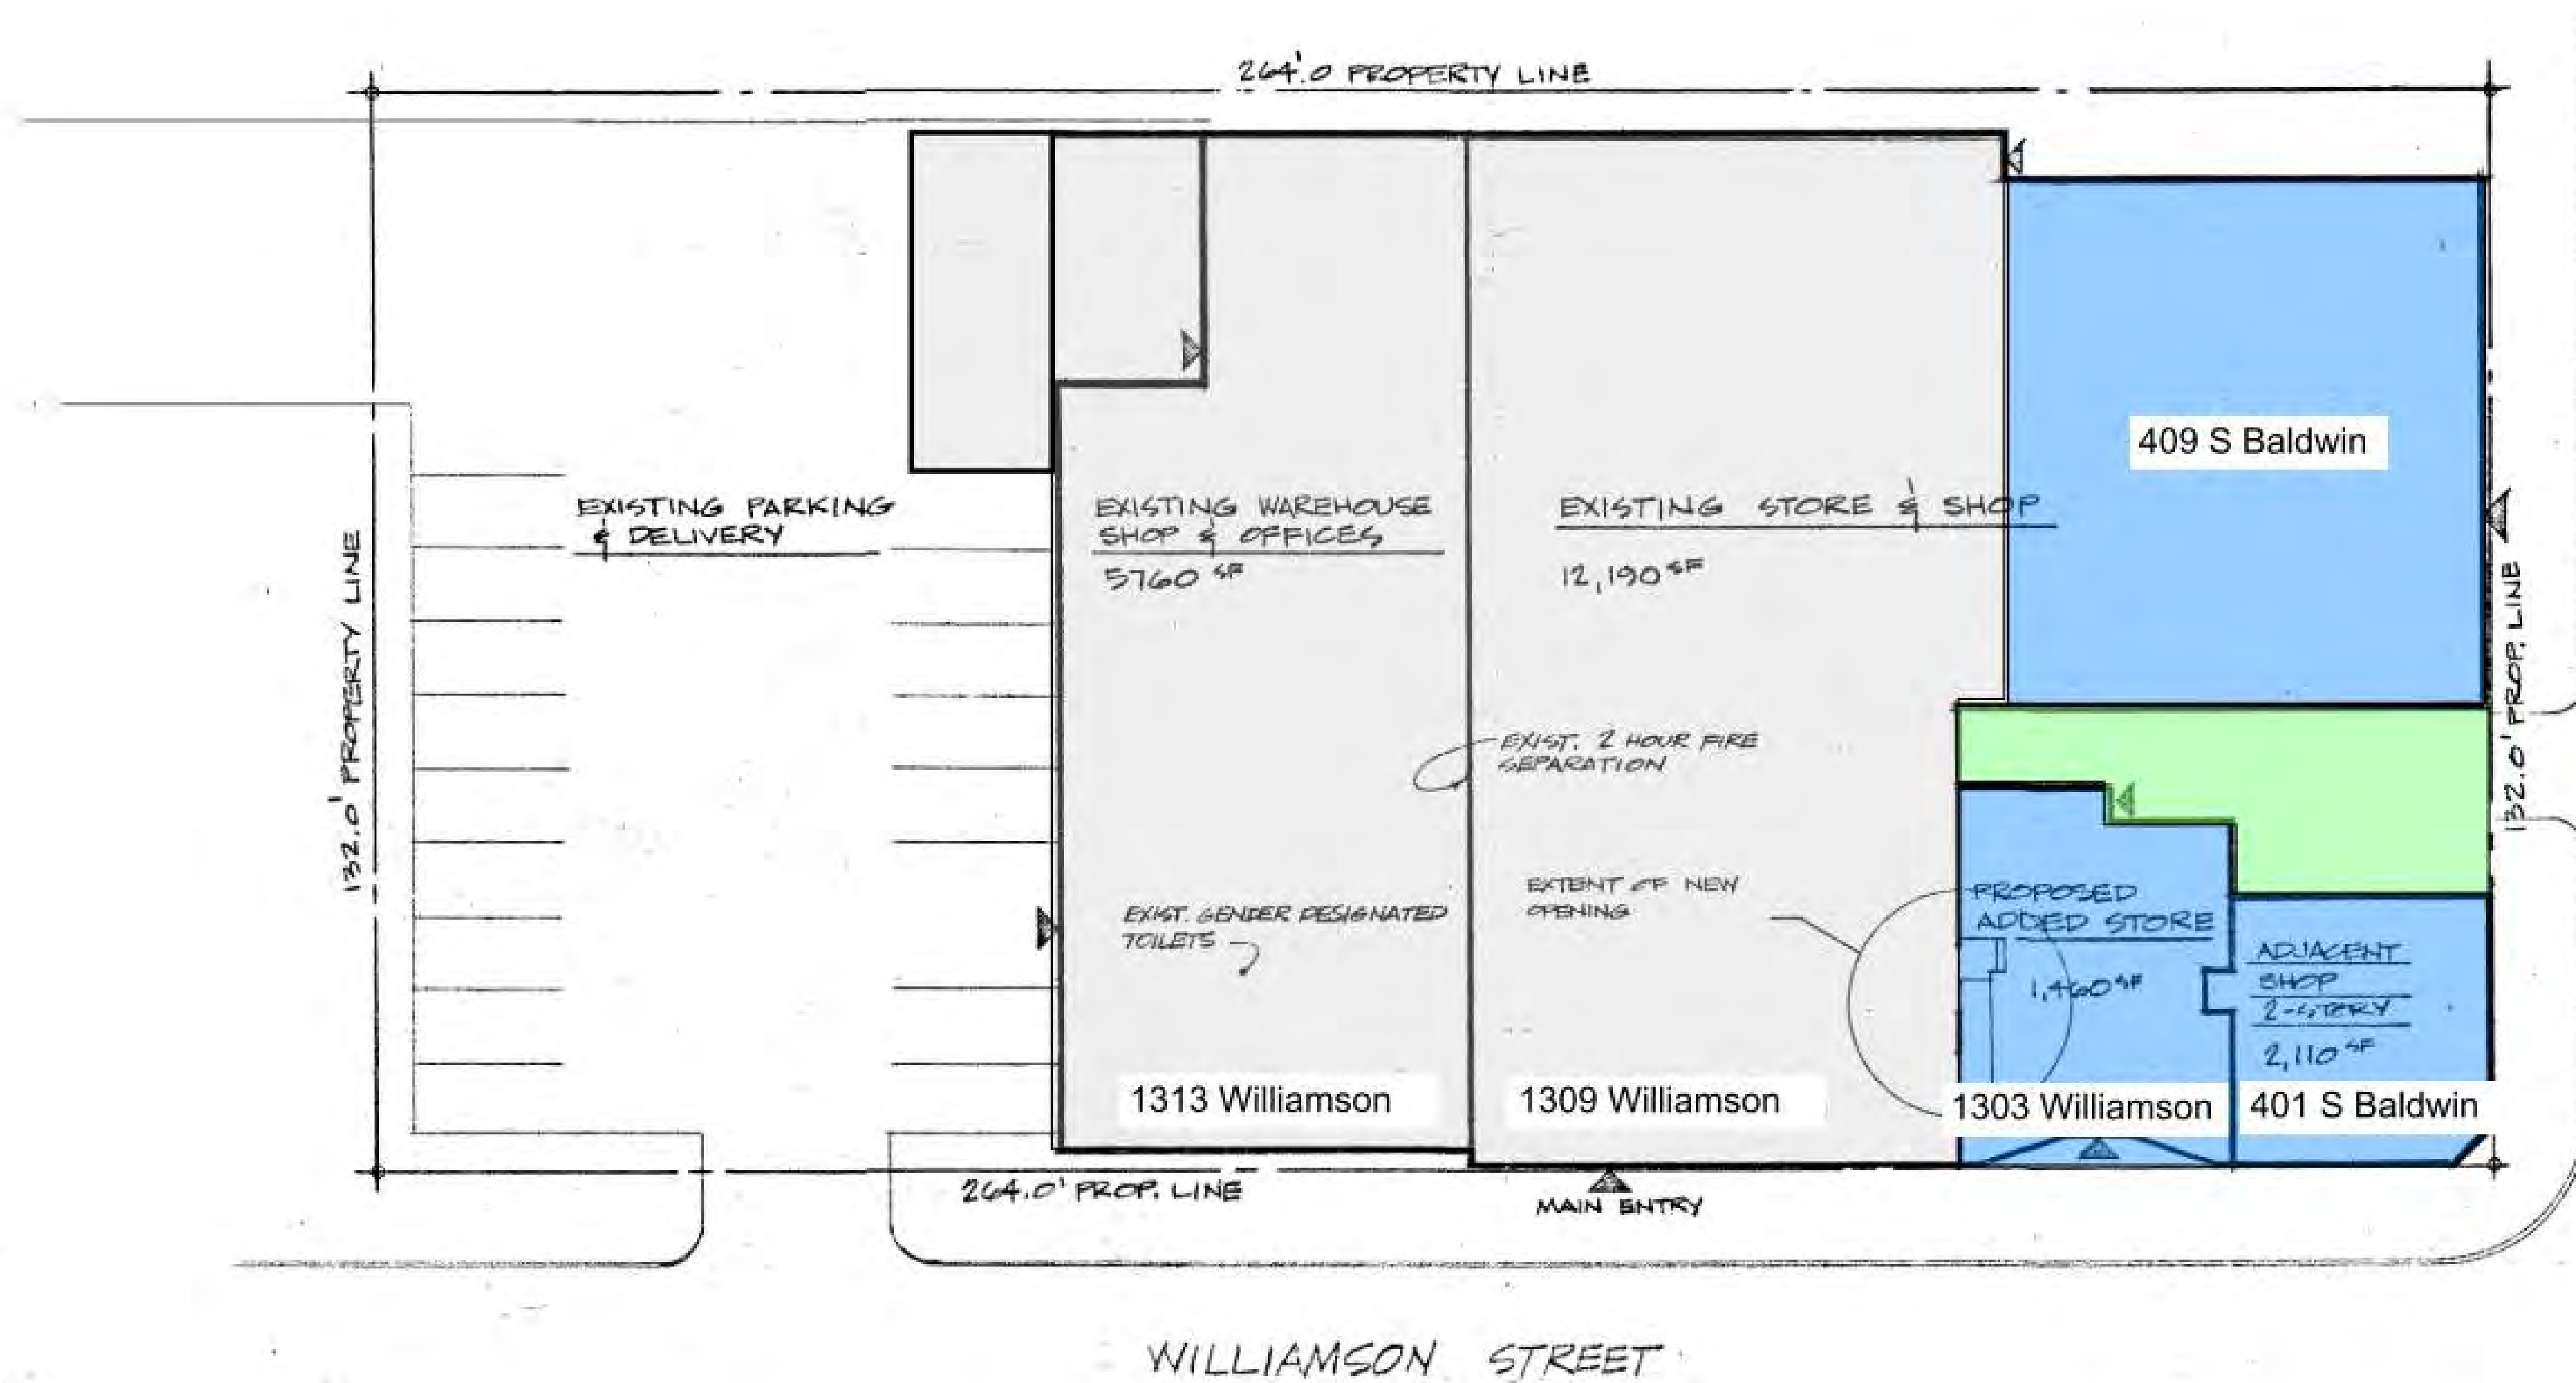 264'.0 PROPERTY LINE
409 S Baldwin
EXISTING PARKING
& DELIVERY
EXISTING WAREHOUSE
SHOP & OFFICES
5760 SF
EXISTING STORE & SHOP
12,190 SF
132.0' PROPERTY LINE
132.0' PROP. LINE
EXIST. 2 HOUR FIRE
SEPARATION
EXTENT OF NEW
OPENING
EXIST. GENDER DESIGNATED
TOILETS
PROPOSED
ADDED STORE
1,460 SF
ADJACENT
SHOP
2-STORY
2,110 SF
1313 Williamson
1309 Williamson
1303 Williamson
401 S Baldwin
264.0' PROP. LINE
MAIN ENTRY
WILLIAMSON STREET